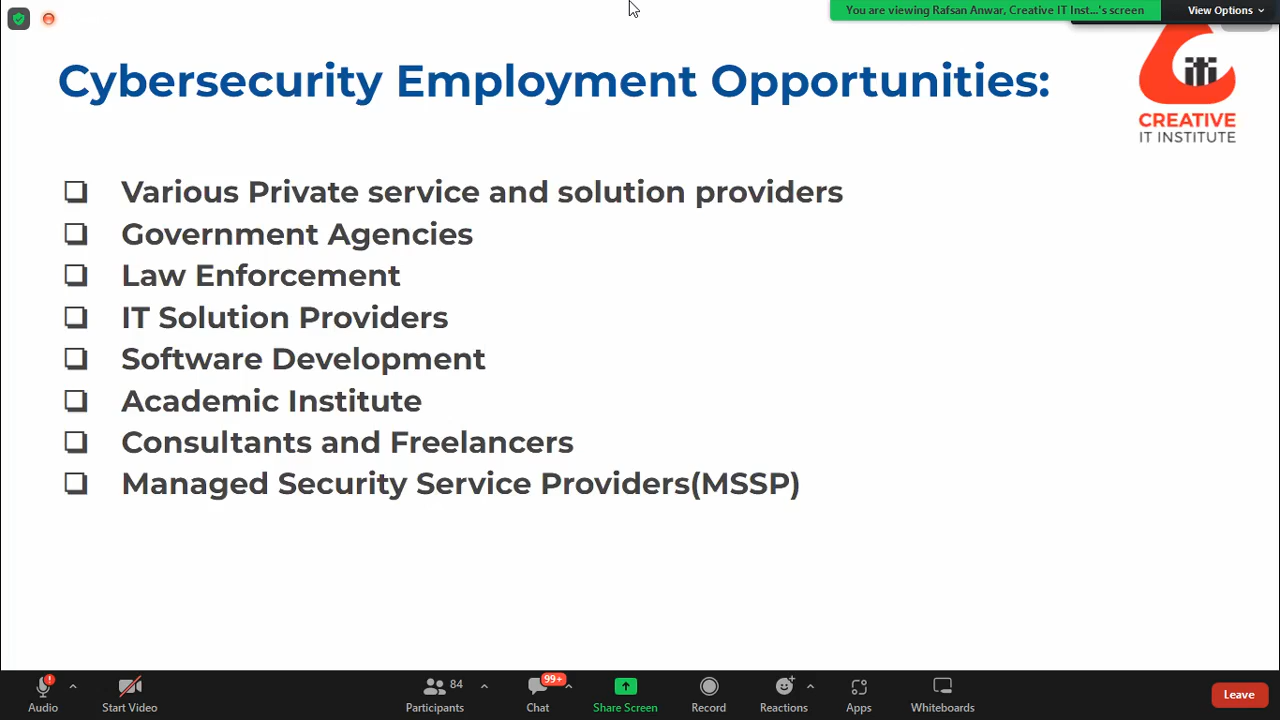 You are viewing Rafsan Anwar, Creative IT Inst...'s screen
View Options
Cybersecurity Employment Opportunities:
iti
CREATIVE
IT INSTITUTE
❏ Various Private service and solution providers
❏ Government Agencies
❏ Law Enforcement
❏ IT Solution Providers
❏ Software Development
❏ Academic Institute
❏ Consultants and Freelancers
❏ Managed Security Service Providers(MSSP)
84
99+
Audio
Start Video
Participants
Chat
Share Screen
Record
Reactions
Apps
Whiteboards
Leave